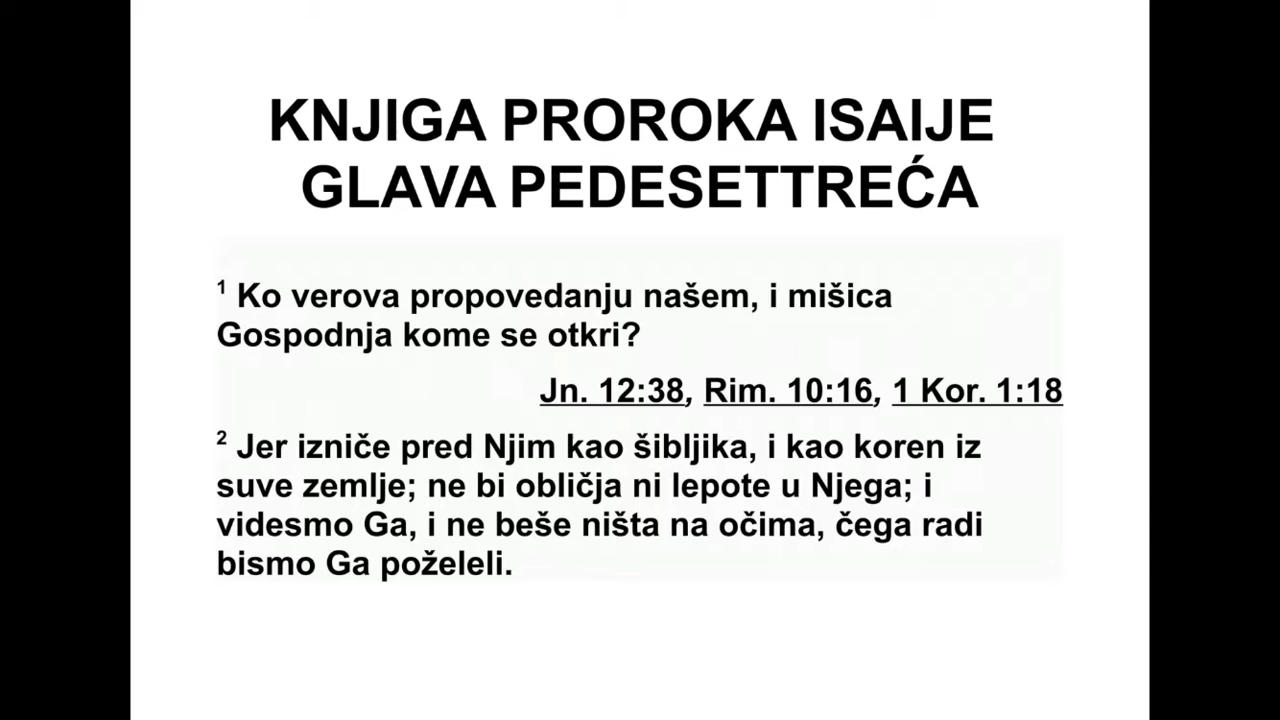 KNJIGA PROROKA ISAIJE
GLAVA PEDESETTREĆA
1 Ko verova propovedanju našem, i mišica
Gospodnja kome se otkri?
Jn. 12:38, Rim. 10:16, 1 Kor. 1:18
2 Jer izniče pred Njim kao šibljika, i kao koren iz
suve zemlje; ne bi obličja ni lepote u Njega; i
videsmo Ga, i ne beše ništa na očima, čega radi
bismo Ga poželeli.